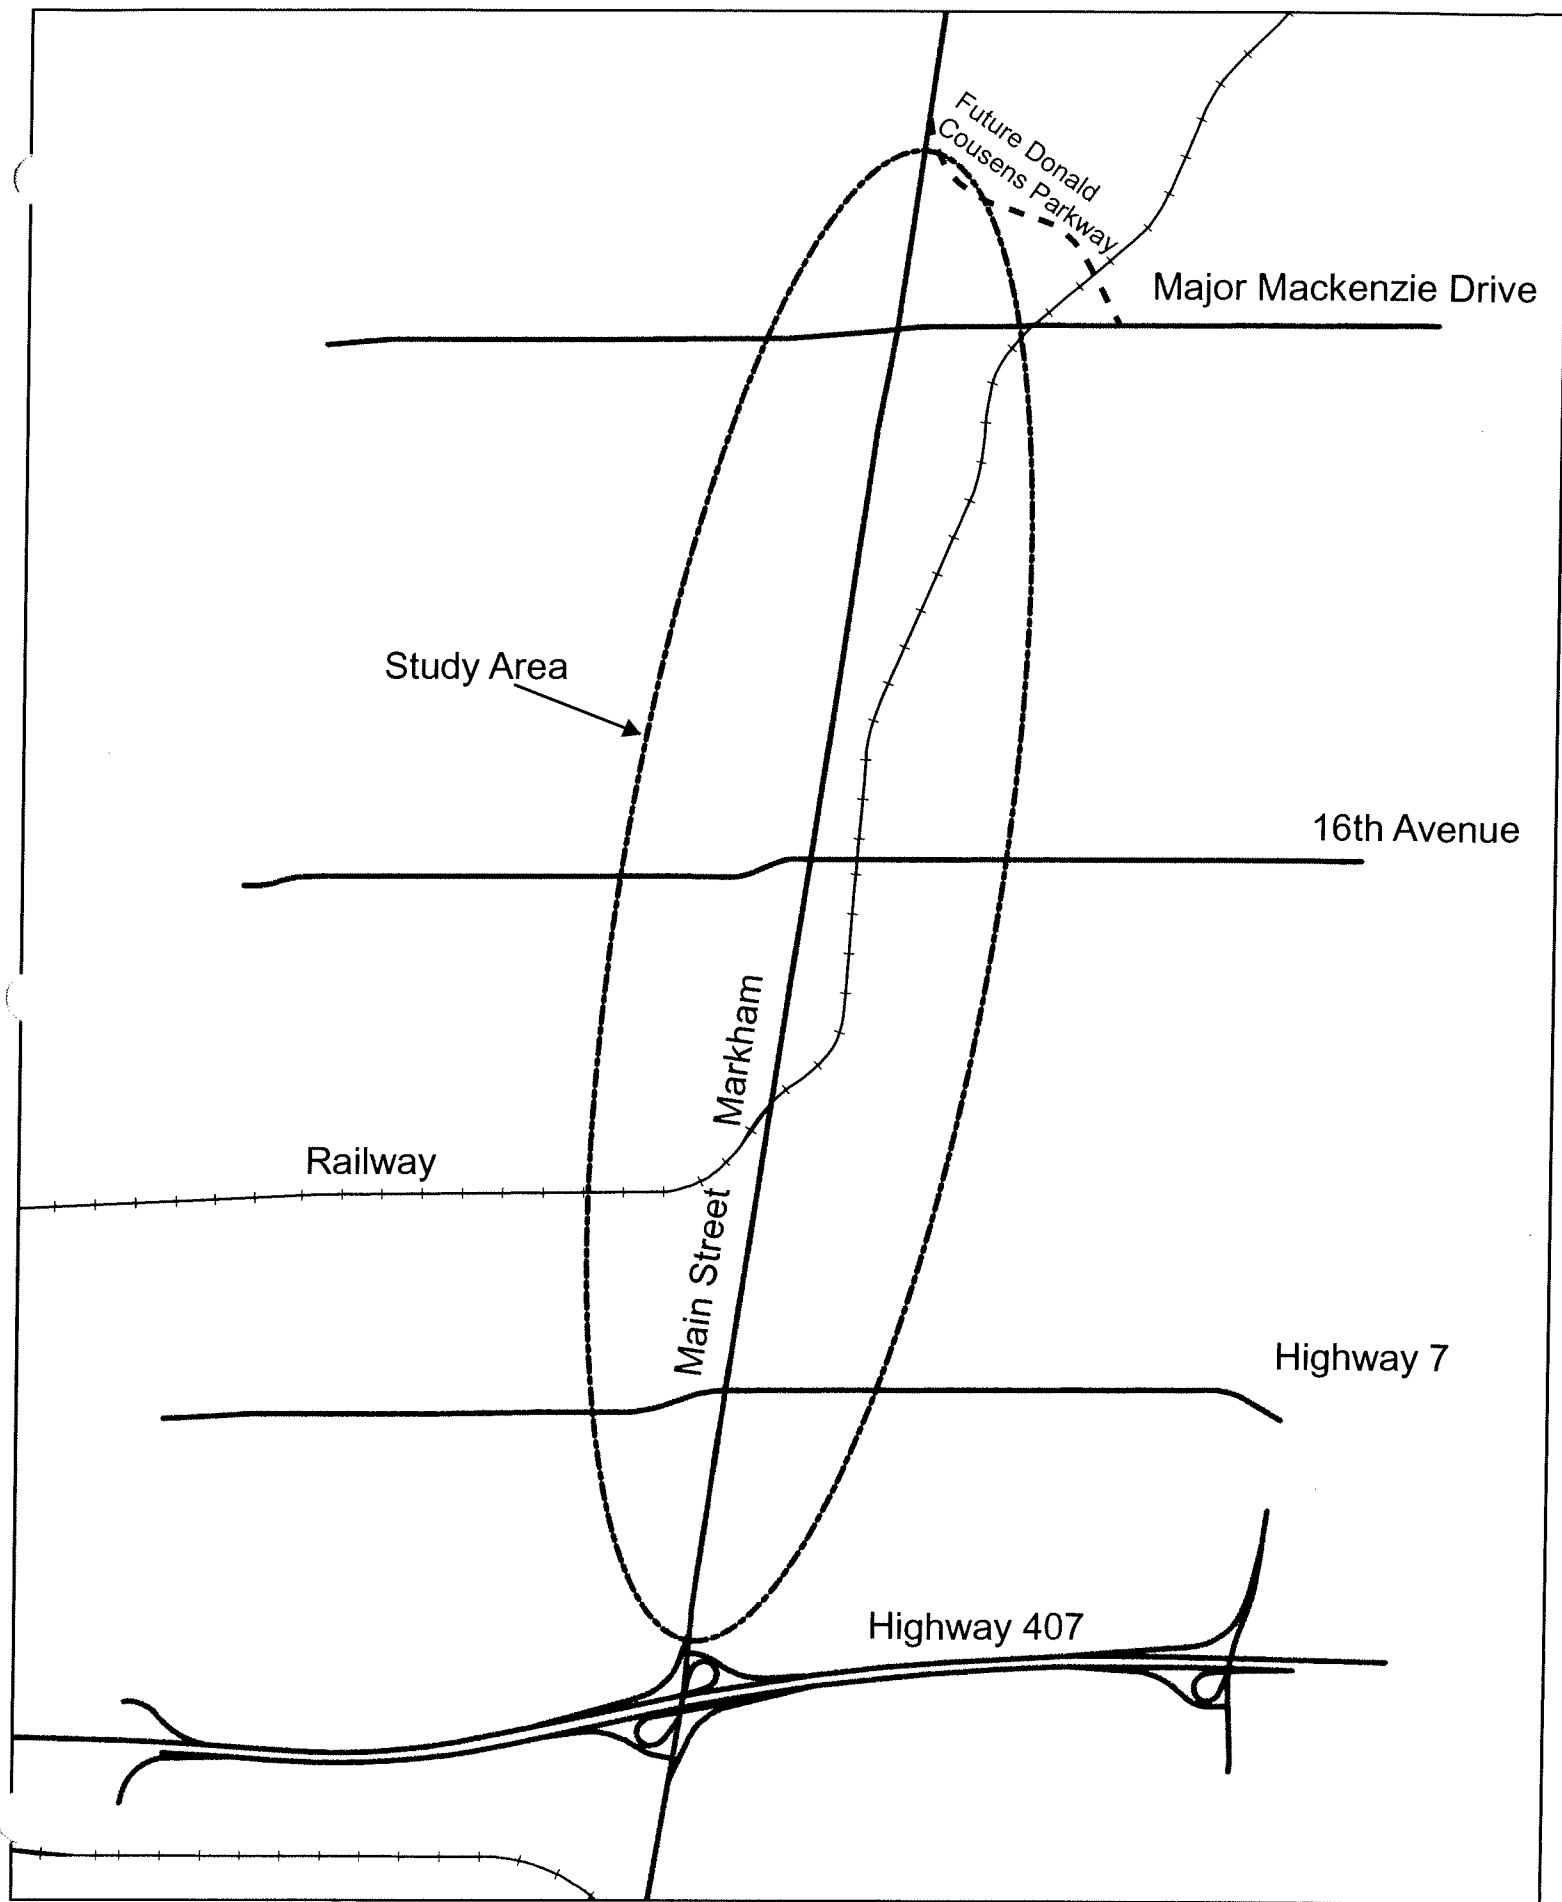 Future Donald
Cousens Parkway
Major Mackenzie Drive
Study Area
16th Avenue
Main Street Markham
Railway
Highway 7
Highway 407